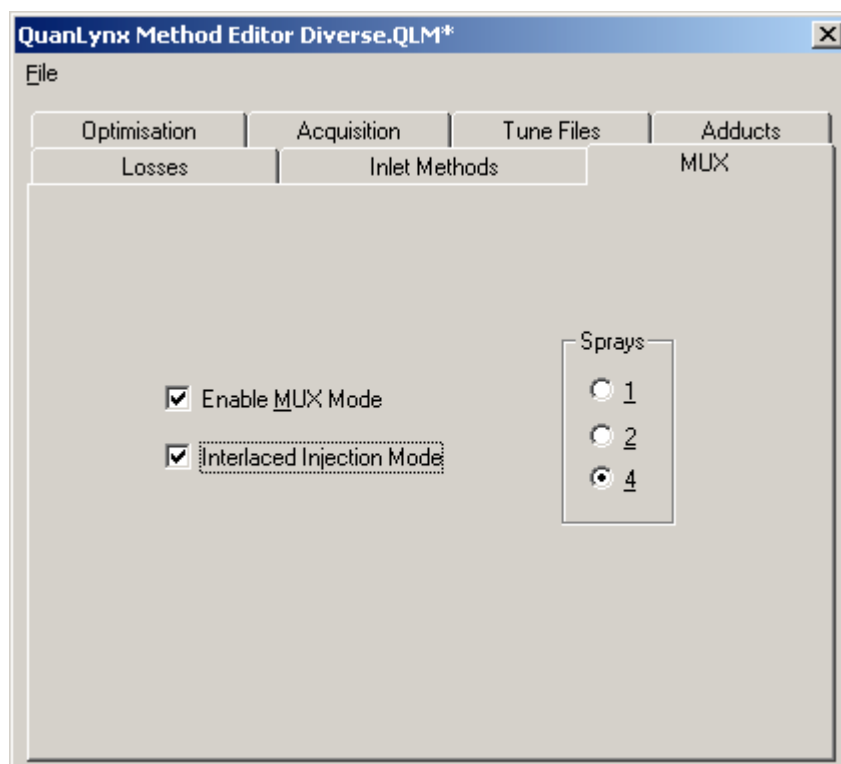 QuanLynx Method Editor Diverse.QLM*
File
Optimisation Acquisition Tune Files Adducts
Losses Inlet Methods MUX
Sprays
Enable MUX Mode 1
2
Interlaced Injection Mode
4